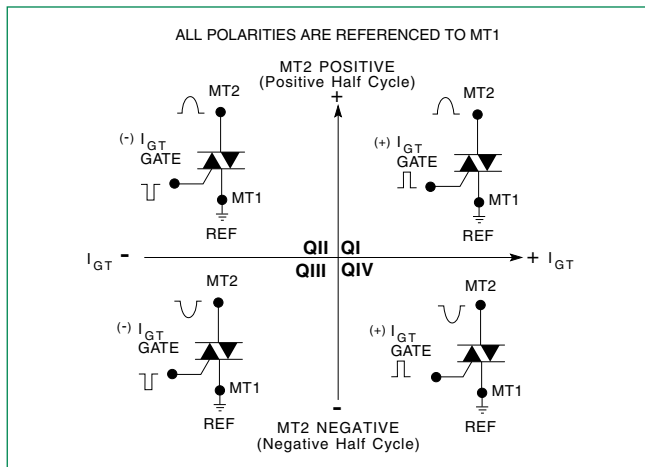 ALL POLARITIES ARE REFERENCED TO MT1
MT2 POSITIVE
(Positive Half Cycle)
+
MT2
(-) IGT
GATE
MT1
REF
MT2
(+) IGT
GATE
MT1
REF
IGT -
QII QI
QIII QIV
+ IGT
MT2
(-) IGT
GATE
MT1
REF
MT2
(+) IGT
GATE
MT1
REF
-
MT2 NEGATIVE
(Negative Half Cycle)